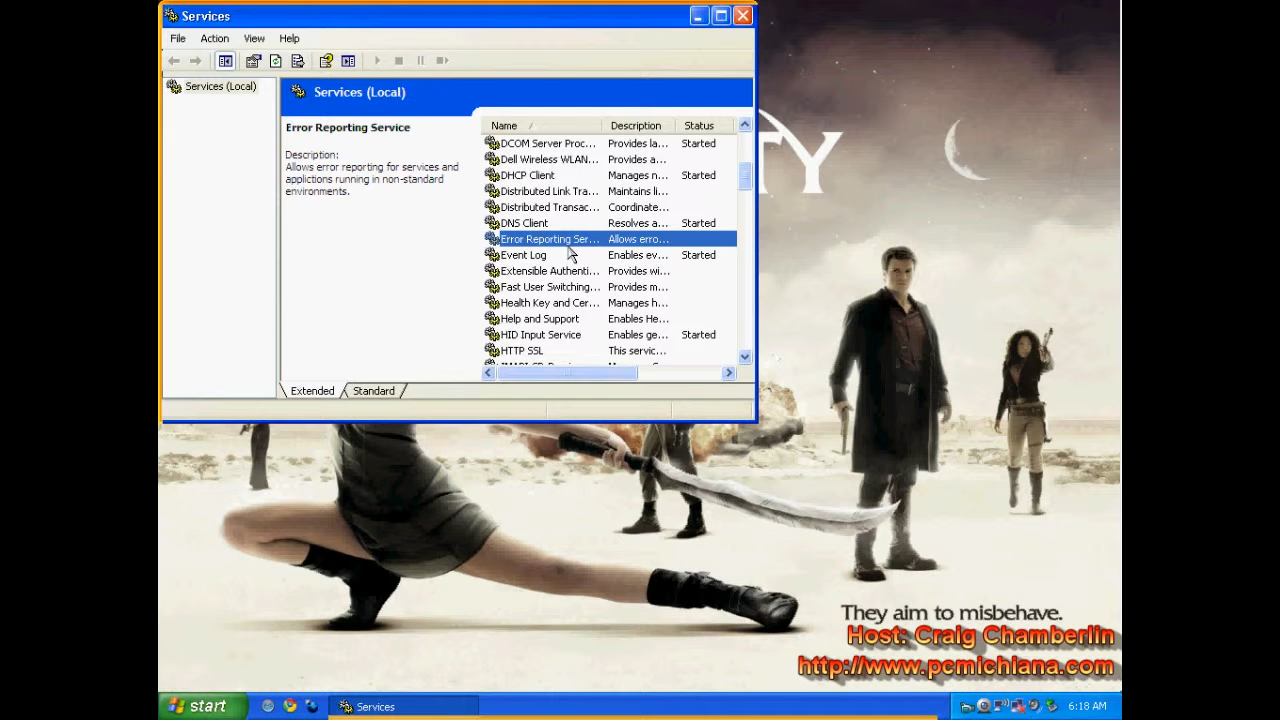 Services
File Action View Help
Services (Local)
Services (Local)
Error Reporting Service
Description:
Allows error reporting for services and
applications running in non-standard
environments.
Name Description Status
DCOM Server Proc... Provides la... Started
Dell Wireless WLAN... Provides a...
DHCP Client Manages n... Started
Distributed Link Tra... Maintains li...
Distributed Transac... Coordinate...
DNS Client Resolves a... Started
Error Reporting Ser... Allows erro...
Event Log Enables ev... Started
Extensible Authenti... Provides wi...
Fast User Switching... Provides m...
Health Key and Cer... Manages h...
Help and Support Enables He...
HID Input Service Enables ge... Started
HTTP SSL This servic...
Extended Standard
TY
They aim to misbehave.
Host: Craig Chamberlin
http://www.pcmichiana.com
start Services 6:18 AM